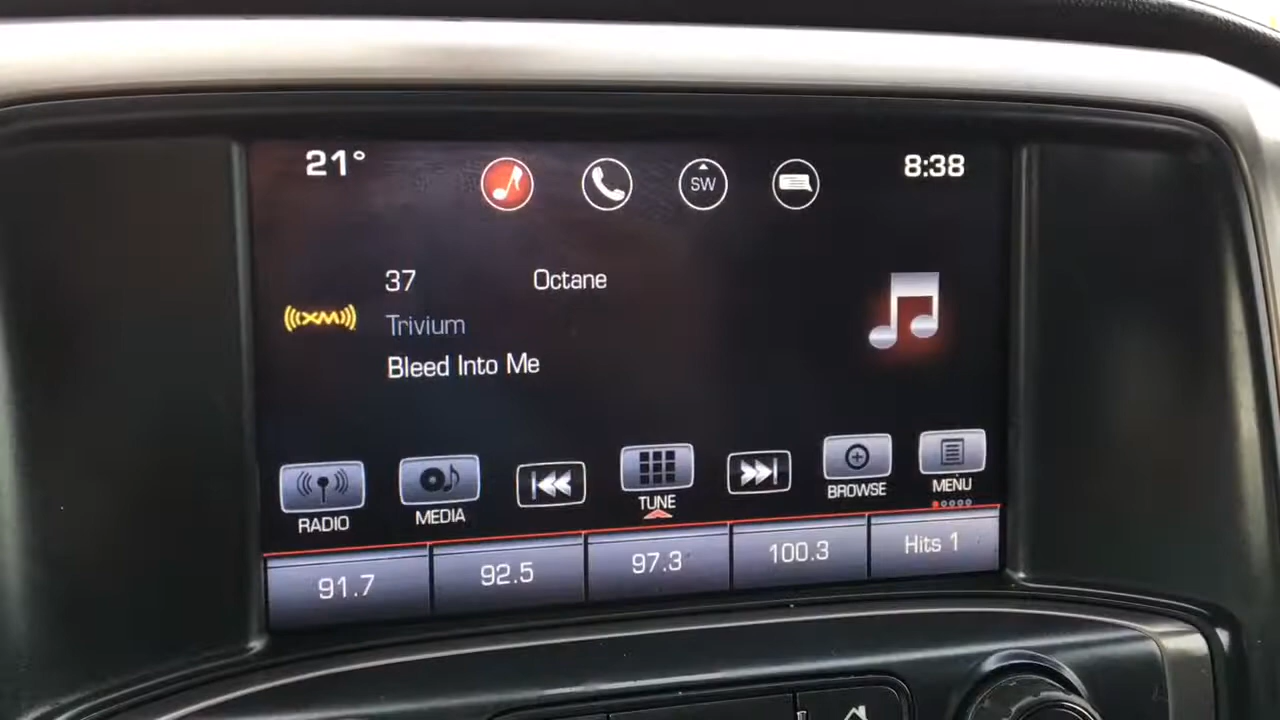 21°
SW
8:38
37 Octane
((XM))
Trivium
Bleed Into Me
RADIO
MEDIA
TUNE
BROWSE
MENU
91.7
92.5
97.3
100.3
Hits 1